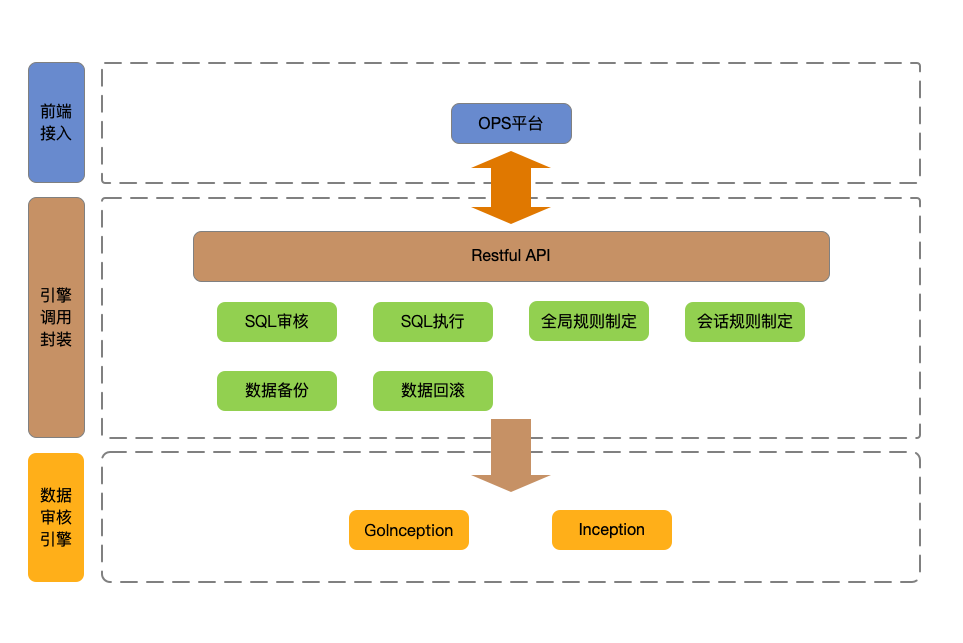 前端
接入
OPS平台
引擎
调用
封装
Restful API
SQL审核
SQL执行
全局规则制定
会话规则制定
数据备份
数据回滚
数据
审核
引擎
GoInception
Inception